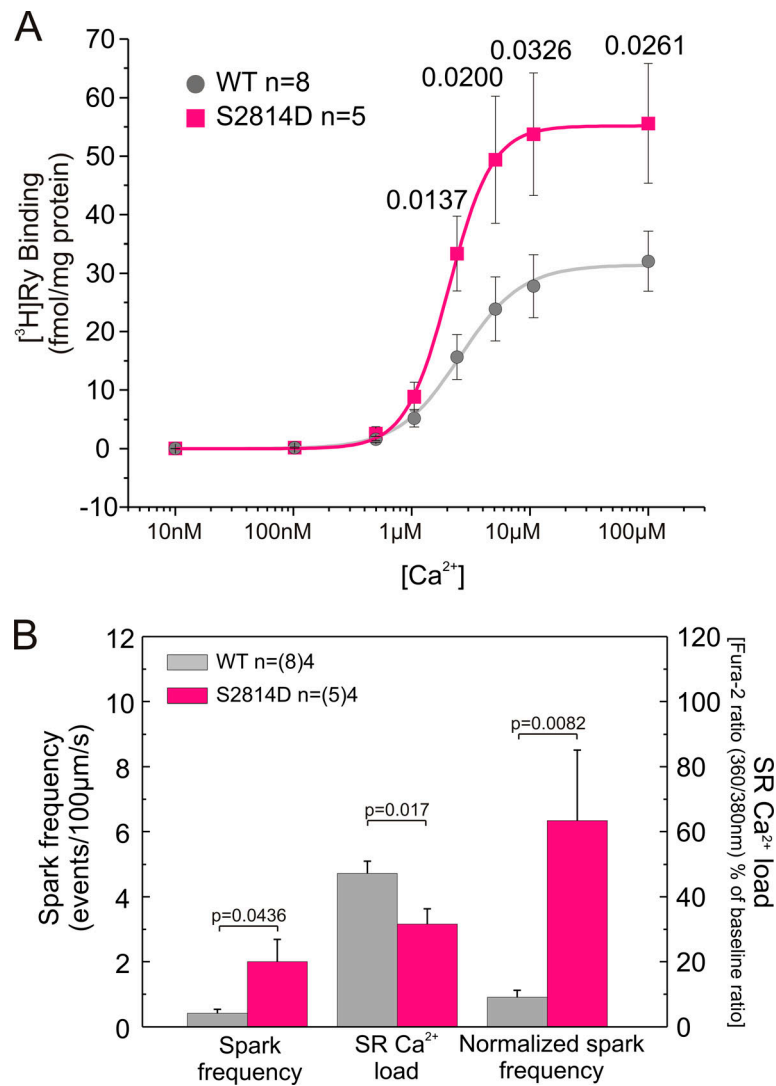 A
70
60
50
40
30
20
10
0
-10
[³H]Ry Binding
(fmol/mg protein)
WT n=8
S2814D n=5
0.0137
0.0200
0.0326
0.0261
10nM
100nM
1µM
10µM
100µM
[Ca²⁺]
B
12
10
8
6
4
2
0
Spark frequency
(events/100µm/s)
WT n=(8)4
S2814D n=(5)4
p=0.0436
p=0.017
p=0.0082
120
100
80
60
40
20
0
SR Ca²⁺
load
[Fura-2 ratio (360/380nm) % of baseline ratio]
Spark
frequency
SR Ca²⁺
load
Normalized spark
frequency